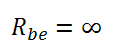 R_be = ∞